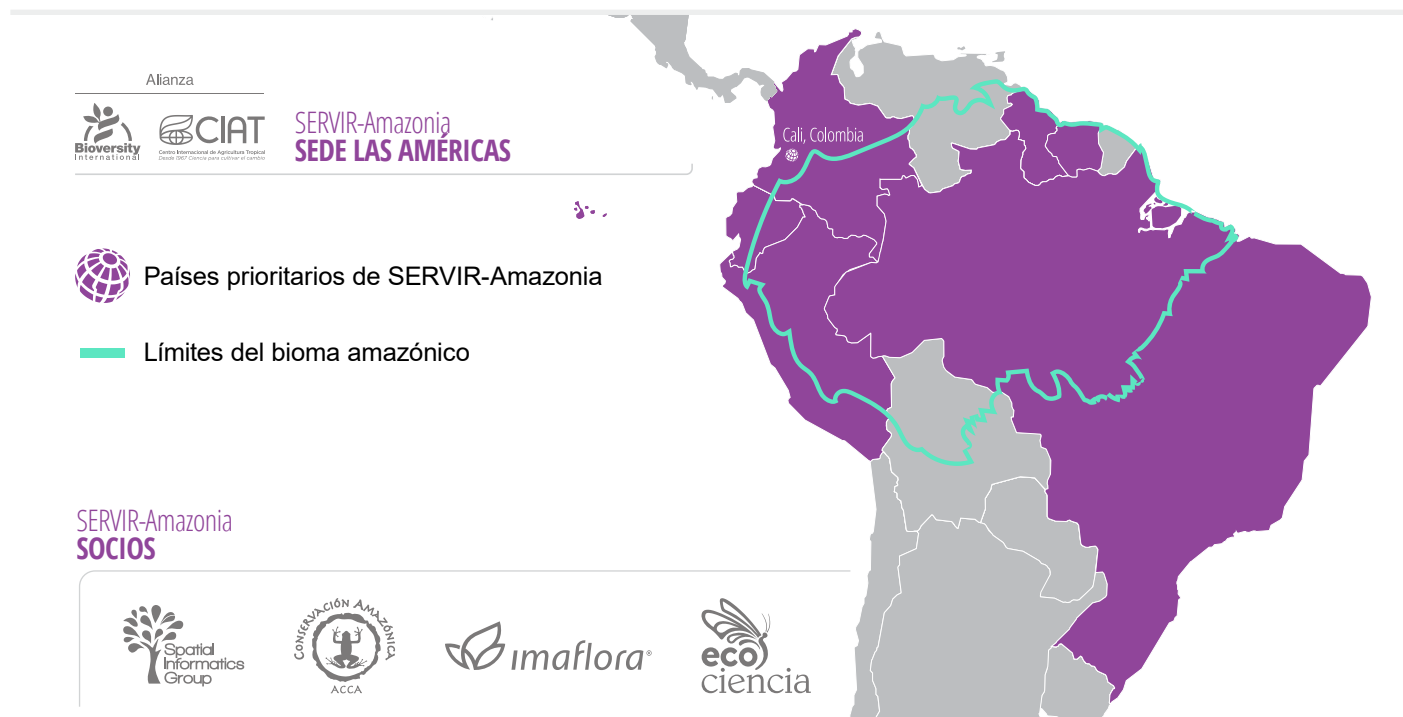 Alianza
Bioversity
International
CIAT
Centro Internacional de Agricultura Tropical
Desde 1967 Ciencia para cultivar el cambio
SERVIR-Amazonia
SEDE LAS AMÉRICAS
Cali, Colombia
Países prioritarios de SERVIR-Amazonia
Límites del bioma amazónico
SERVIR-Amazonia
SOCIOS
Spatial
Informatics
Group
CONSERVACIÓN AMAZÓNICA
ACCA
imaflora®
eco
ciencia